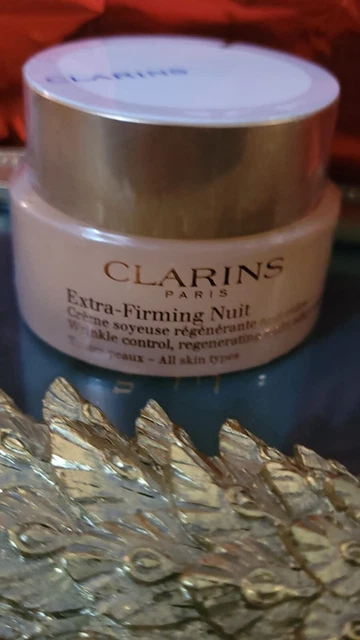 CLARINS
CLARINS
PARIS
Extra-Firming Nuit
Crème soyeuse régénérante
Wrinkle control, regenerating
peaux - All skin types